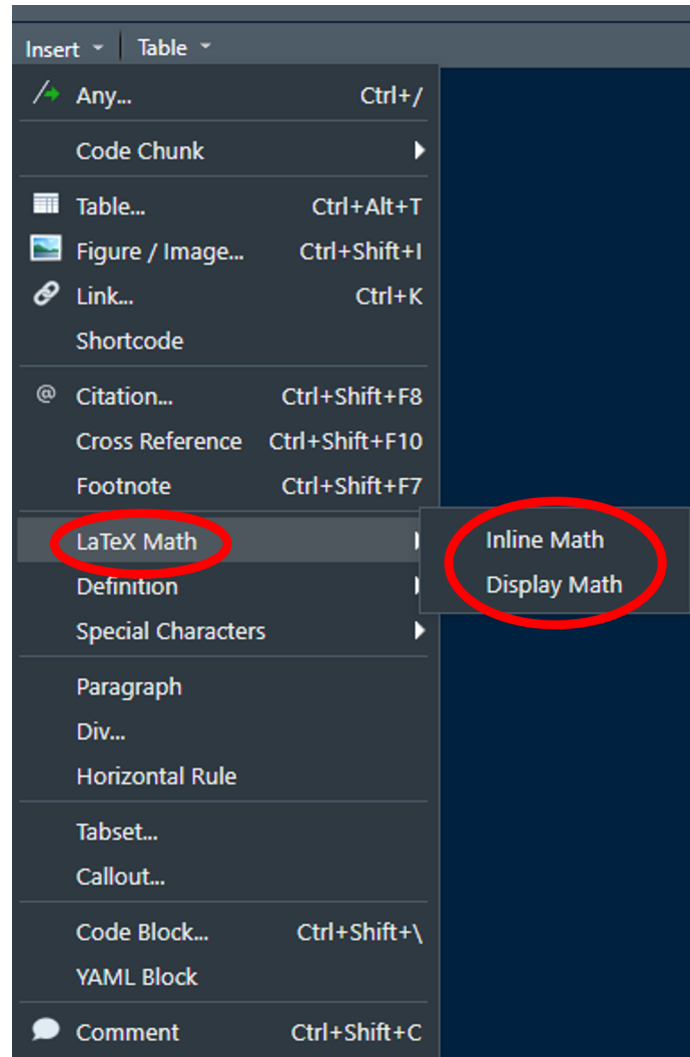 Insert Table
Any... Ctrl+/
Code Chunk
Table... Ctrl+Alt+T
Figure / Image... Ctrl+Shift+I
Link... Ctrl+K
Shortcode
@ Citation... Ctrl+Shift+F8
Cross Reference Ctrl+Shift+F10
Footnote Ctrl+Shift+F7
LaTeX Math Inline Math
Definition Display Math
Special Characters
Paragraph
Div...
Horizontal Rule
Tabset...
Callout...
Code Block... Ctrl+Shift+\
YAML Block
Comment Ctrl+Shift+C